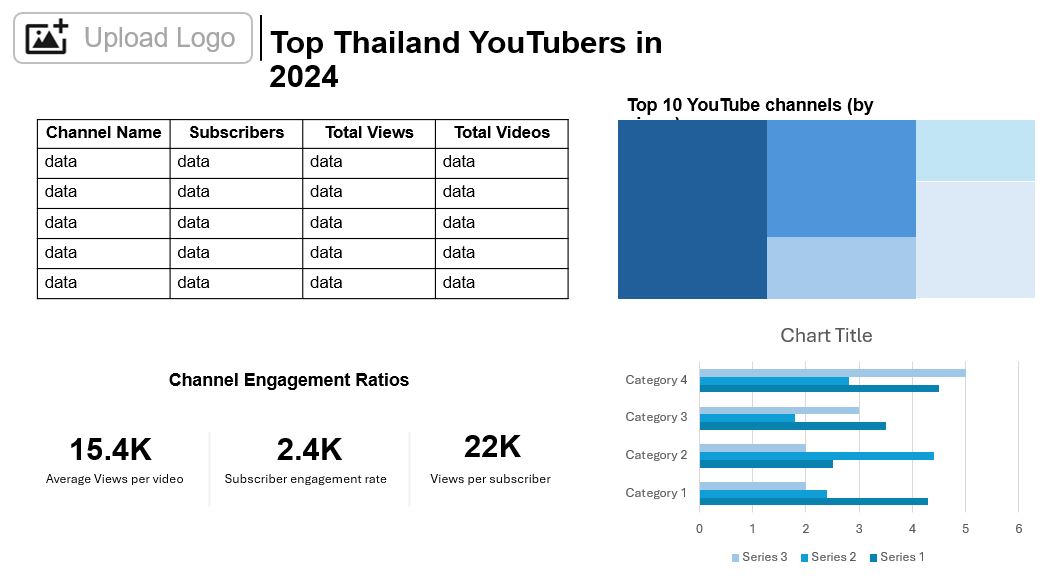 Upload Logo
Top Thailand YouTubers in
2024
Top 10 YouTube channels (by
Channel Name Subscribers Total Views Total Videos
data data data data
data data data data
data data data data
data data data data
data data data data
Chart Title
Category 4
Category 3
Category 2
Category 1
0 1 2 3 4 5 6
Series 3 Series 2 Series 1
Channel Engagement Ratios
15.4K 2.4K 22K
Average Views per video Subscriber engagement rate Views per subscriber